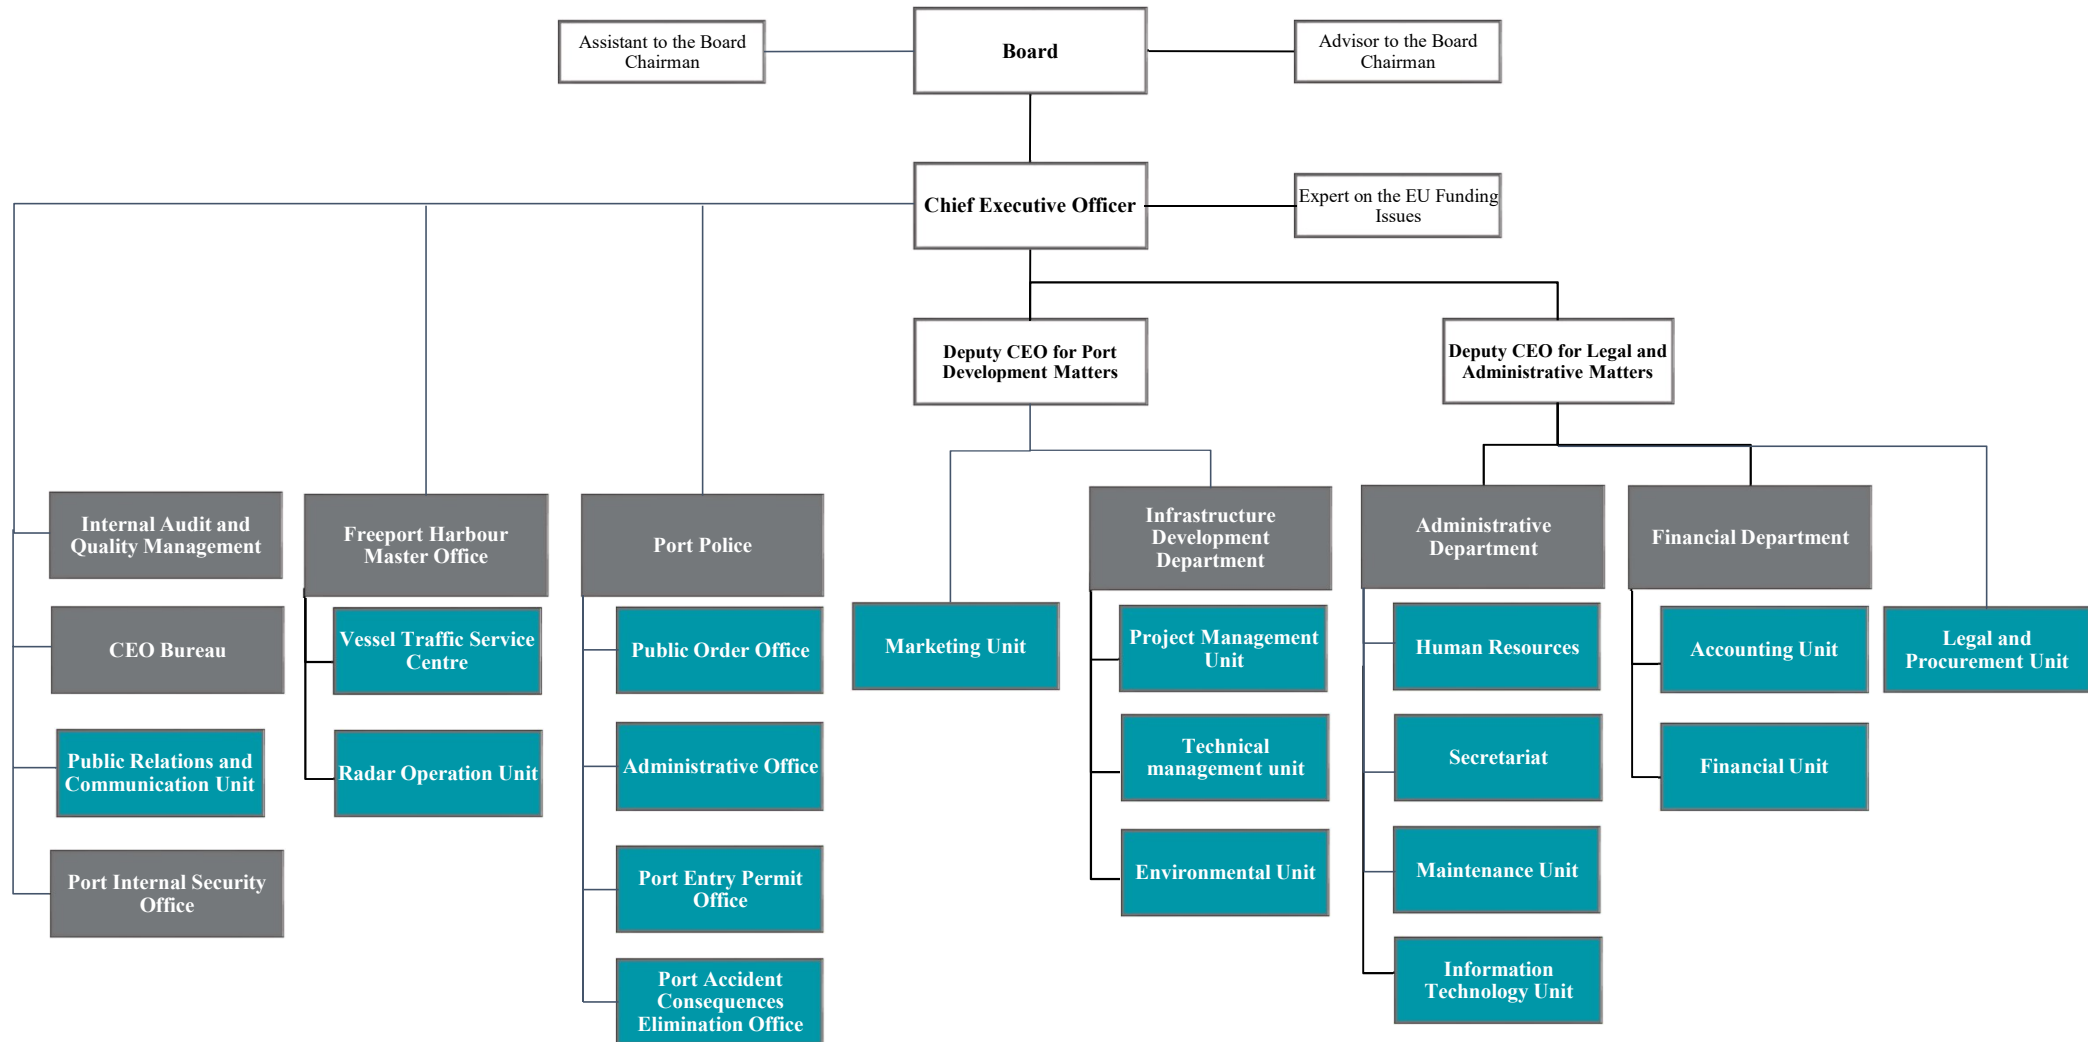 Assistant to the Board
Chairman
Board
Advisor to the Board
Chairman
Chief Executive Officer
Expert on the EU Funding
Issues
Deputy CEO for Port
Development Matters
Deputy CEO for Legal and
Administrative Matters
Internal Audit and
Quality Management
CEO Bureau
Public Relations and
Communication Unit
Port Internal Security
Office
Freeport Harbour
Master Office
Vessel Traffic Service
Centre
Radar Operation Unit
Port Police
Public Order Office
Administrative Office
Port Entry Permit
Office
Port Accident
Consequences
Elimination Office
Marketing Unit
Infrastructure
Development
Department
Project Management
Unit
Technical
management unit
Environmental Unit
Administrative
Department
Human Resources
Secretariat
Maintenance Unit
Information
Technology Unit
Financial Department
Accounting Unit
Financial Unit
Legal and
Procurement Unit